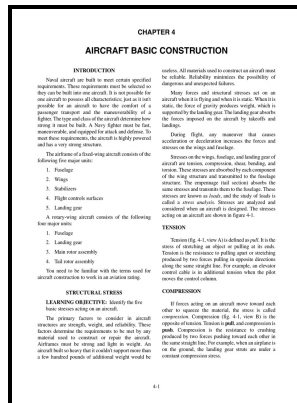 CHAPTER 4
AIRCRAFT BASIC CONSTRUCTION
INTRODUCTION
Naval aircraft are built to meet certain specified
requirements. These requirements must be selected so
they can be built into one aircraft. It is not possible for
one aircraft to possess all characteristics; just as it isn't
possible for an aircraft to have the comfort of a
passenger transport and the maneuverability of a
fighter. The type and class of the aircraft determine how
strong it must be built. A Navy fighter must be fast,
maneuverable, and equipped for attack and defense. To
meet these requirements, the aircraft is highly powered
and has a very strong structure.
The airframe of a fixed-wing aircraft consists of the
following five major units:
1. Fuselage
2. Wings
3. Stabilizers
4. Flight controls surfaces
5. Landing gear
A rotary-wing aircraft consists of the following
four major units:
1. Fuselage
2. Landing gear
3. Main rotor assembly
4. Tail rotor assembly
You need to be familiar with the terms used for
aircraft construction to work in an aviation rating.
STRUCTURAL STRESS
LEARNING OBJECTIVE: Identify the five
basic stresses acting on an aircraft.
The primary factors to consider in aircraft
structures are strength, weight, and reliability. These
factors determine the requirements to be met by any
material used to construct or repair the aircraft.
Airframes must be strong and light in weight. An
aircraft built so heavy that it couldn't support more than
a few hundred pounds of additional weight would be
useless. All materials used to construct an aircraft must
be reliable. Reliability minimizes the possibility of
dangerous and unexpected failures.
Many forces and structural stresses act on an
aircraft when it is flying and when it is static. When it is
static, the force of gravity produces weight, which is
supported by the landing gear. The landing gear absorbs
the forces imposed on the aircraft by takeoffs and
landings.
During flight, any maneuver that causes
acceleration or deceleration increases the forces and
stresses on the wings and fuselage.
Stresses on the wings, fuselage, and landing gear of
aircraft are tension, compression, shear, bending, and
torsion. These stresses are absorbed by each component
of the wing structure and transmitted to the fuselage
structure. The empennage (tail section) absorbs the
same stresses and transmits them to the fuselage. These
stresses are known as loads, and the study of loads is
called a stress analysis. Stresses are analyzed and
considered when an aircraft is designed. The stresses
acting on an aircraft are shown in figure 4-1.
TENSION
Tension (fig. 4-1, view A) is defined as pull. It is the
stress of stretching an object or pulling at its ends.
Tension is the resistance to pulling apart or stretching
produced by two forces pulling in opposite directions
along the same straight line. For example, an elevator
control cable is in additional tension when the pilot
moves the control column.
COMPRESSION
If forces acting on an aircraft move toward each
other to squeeze the material, the stress is called
compression. Compression (fig. 4-1, view B) is the
opposite of tension. Tension is pull, and compression is
push. Compression is the resistance to crushing
produced by two forces pushing toward each other in
the same straight line. For example, when an airplane is
on the ground, the landing gear struts are under a
constant compression stress.
4-1